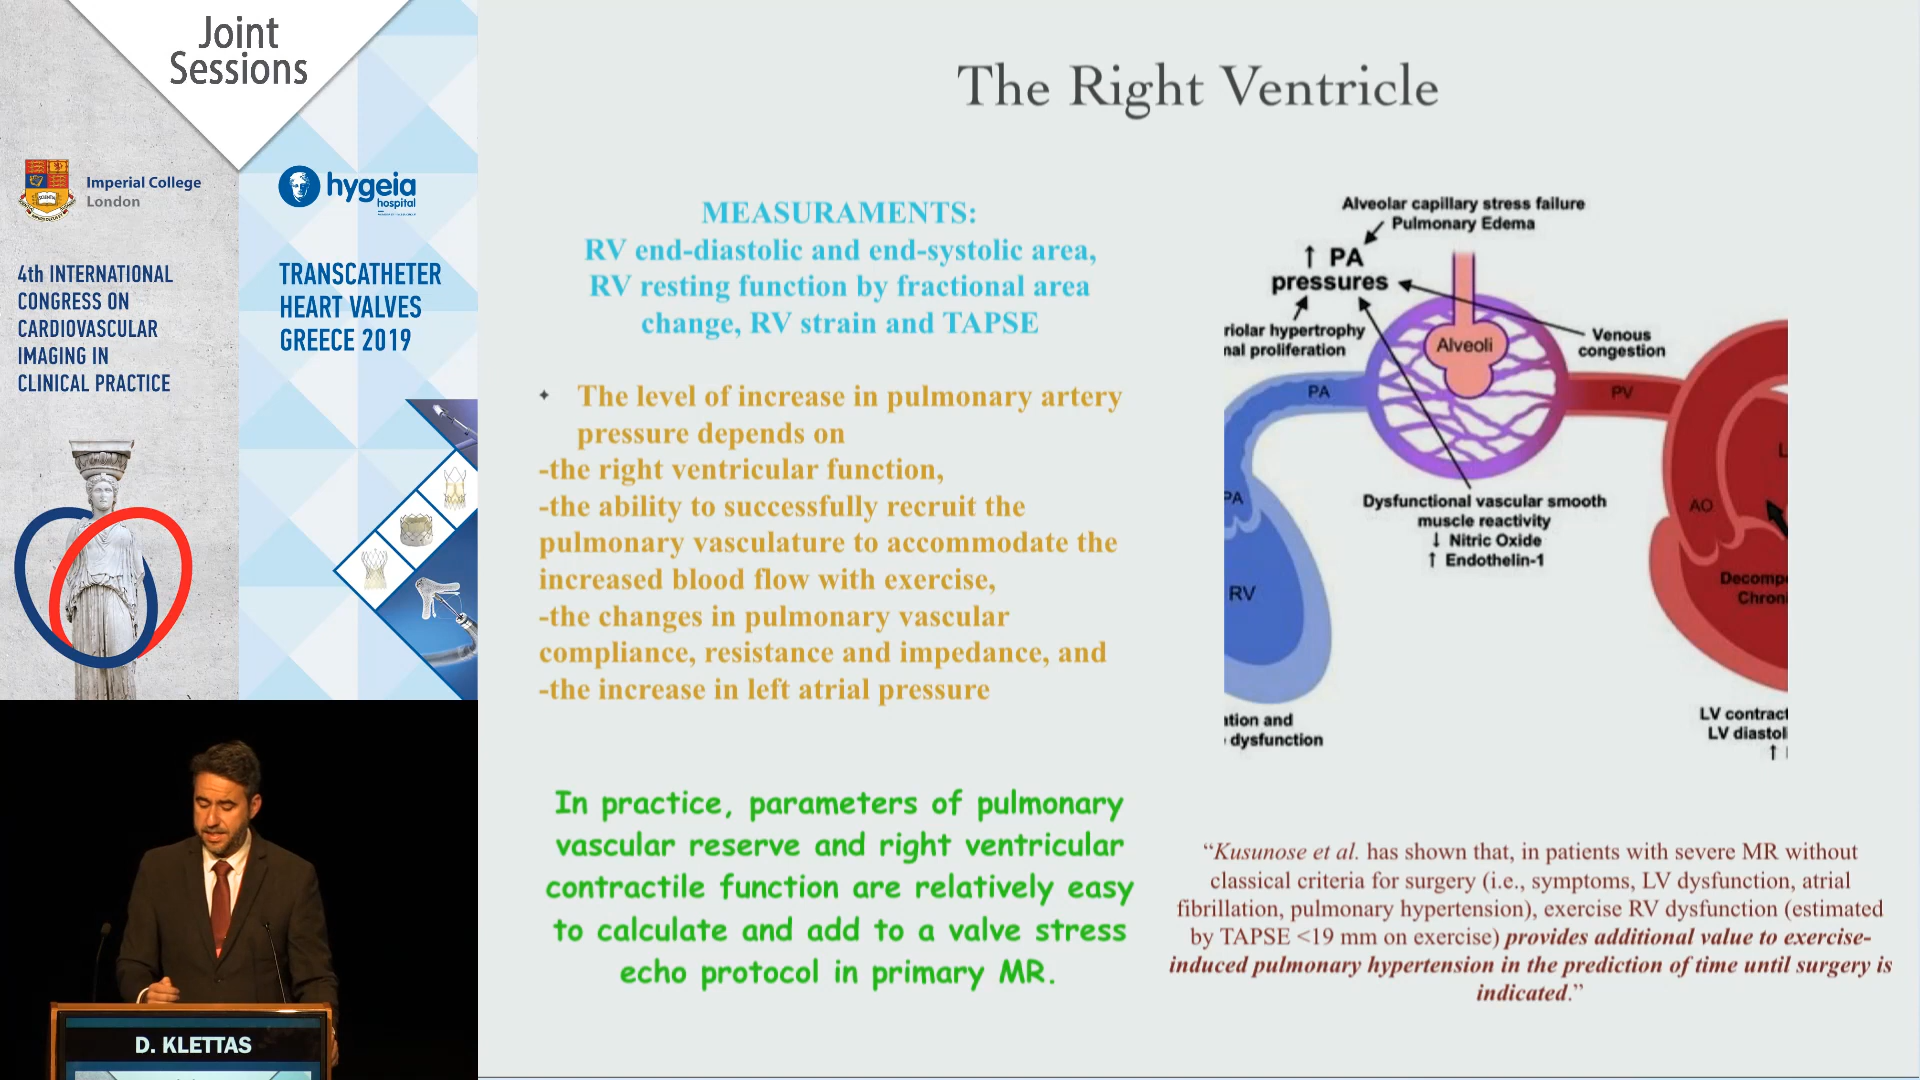 Joint
Sessions
Imperial College
London
hygeia
hospital
4th INTERNATIONAL
CONGRESS ON
CARDIOVASCULAR
IMAGING IN
CLINICAL PRACTICE
TRANSCATHETER
HEART VALVES
GREECE 2019
D. KLETTAS
The Right Ventricle
MEASURAMENTS:
RV end-diastolic and end-systolic area,
RV resting function by fractional area
change, RV strain and TAPSE
The level of increase in pulmonary artery
pressure depends on
-the right ventricular function,
-the ability to successfully recruit the
pulmonary vasculature to accommodate the
increased blood flow with exercise,
-the changes in pulmonary vascular
compliance, resistance and impedance, and
-the increase in left atrial pressure
In practice, parameters of pulmonary
vascular reserve and right ventricular
contractile function are relatively easy
to calculate and add to a valve stress
echo protocol in primary MR.
Alveolar capillary stress failure
Pulmonary Edema
↑ PA
pressures
riolar hypertrophy
nal proliferation
Alveoli
Venous
congestion
PA
PV
PA
AO
L
Dysfunctional vascular smooth
muscle reactivity
↓ Nitric Oxide
↑ Endothelin-1
RV
Decomp
Chroni
ation and
dysfunction
LV contract
LV diastol
↑
“Kusunose et al. has shown that, in patients with severe MR without
classical criteria for surgery (i.e., symptoms, LV dysfunction, atrial
fibrillation, pulmonary hypertension), exercise RV dysfunction (estimated
by TAPSE <19 mm on exercise) provides additional value to exercise-
induced pulmonary hypertension in the prediction of time until surgery is
indicated.”